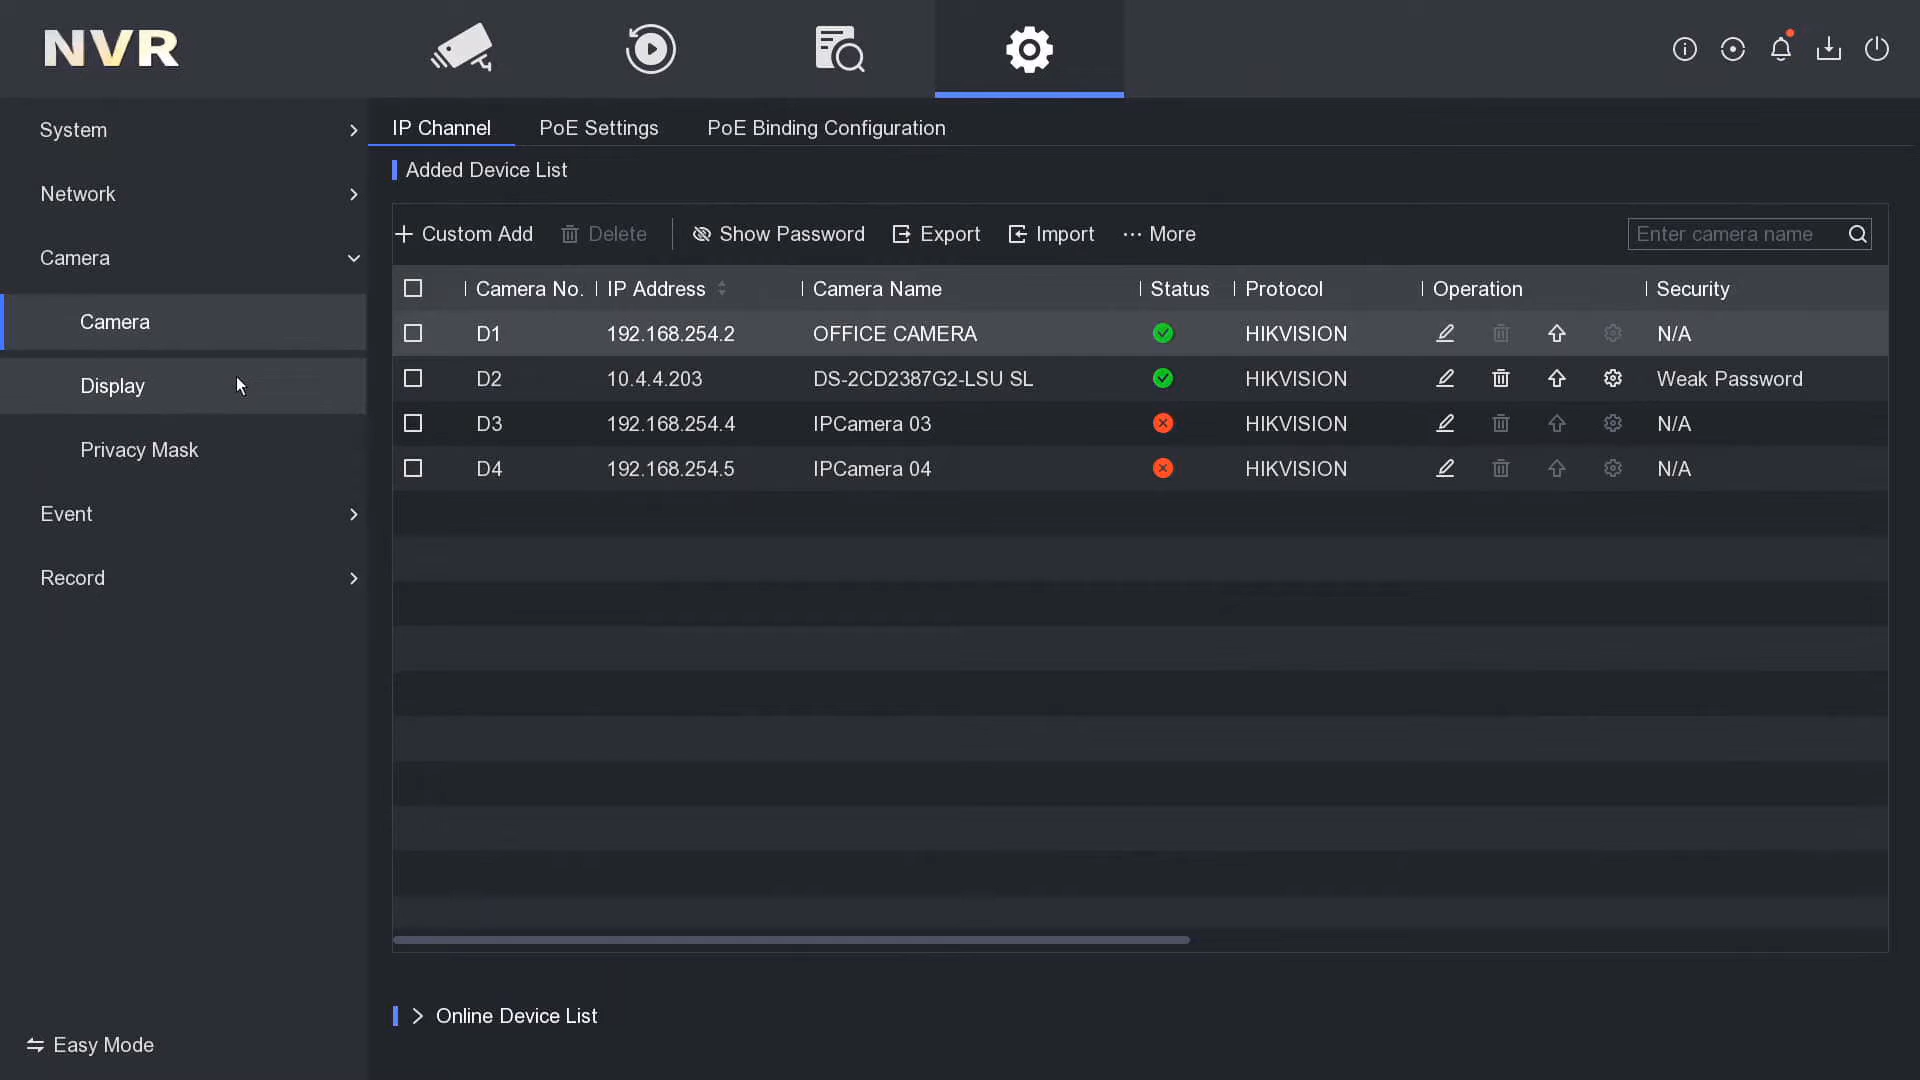 NVR
System
Network
Camera
Camera
Display
Privacy Mask
Event
Record
Easy Mode
IP Channel PoE Settings PoE Binding Configuration
Added Device List
Custom Add Delete Show Password Export Import ··· More Enter camera name
Camera No. IP Address Camera Name Status Protocol Operation Security
D1 192.168.254.2 OFFICE CAMERA HIKVISION N/A
D2 10.4.4.203 DS-2CD2387G2-LSU SL HIKVISION Weak Password
D3 192.168.254.4 IPCamera 03 HIKVISION N/A
D4 192.168.254.5 IPCamera 04 HIKVISION N/A
Online Device List